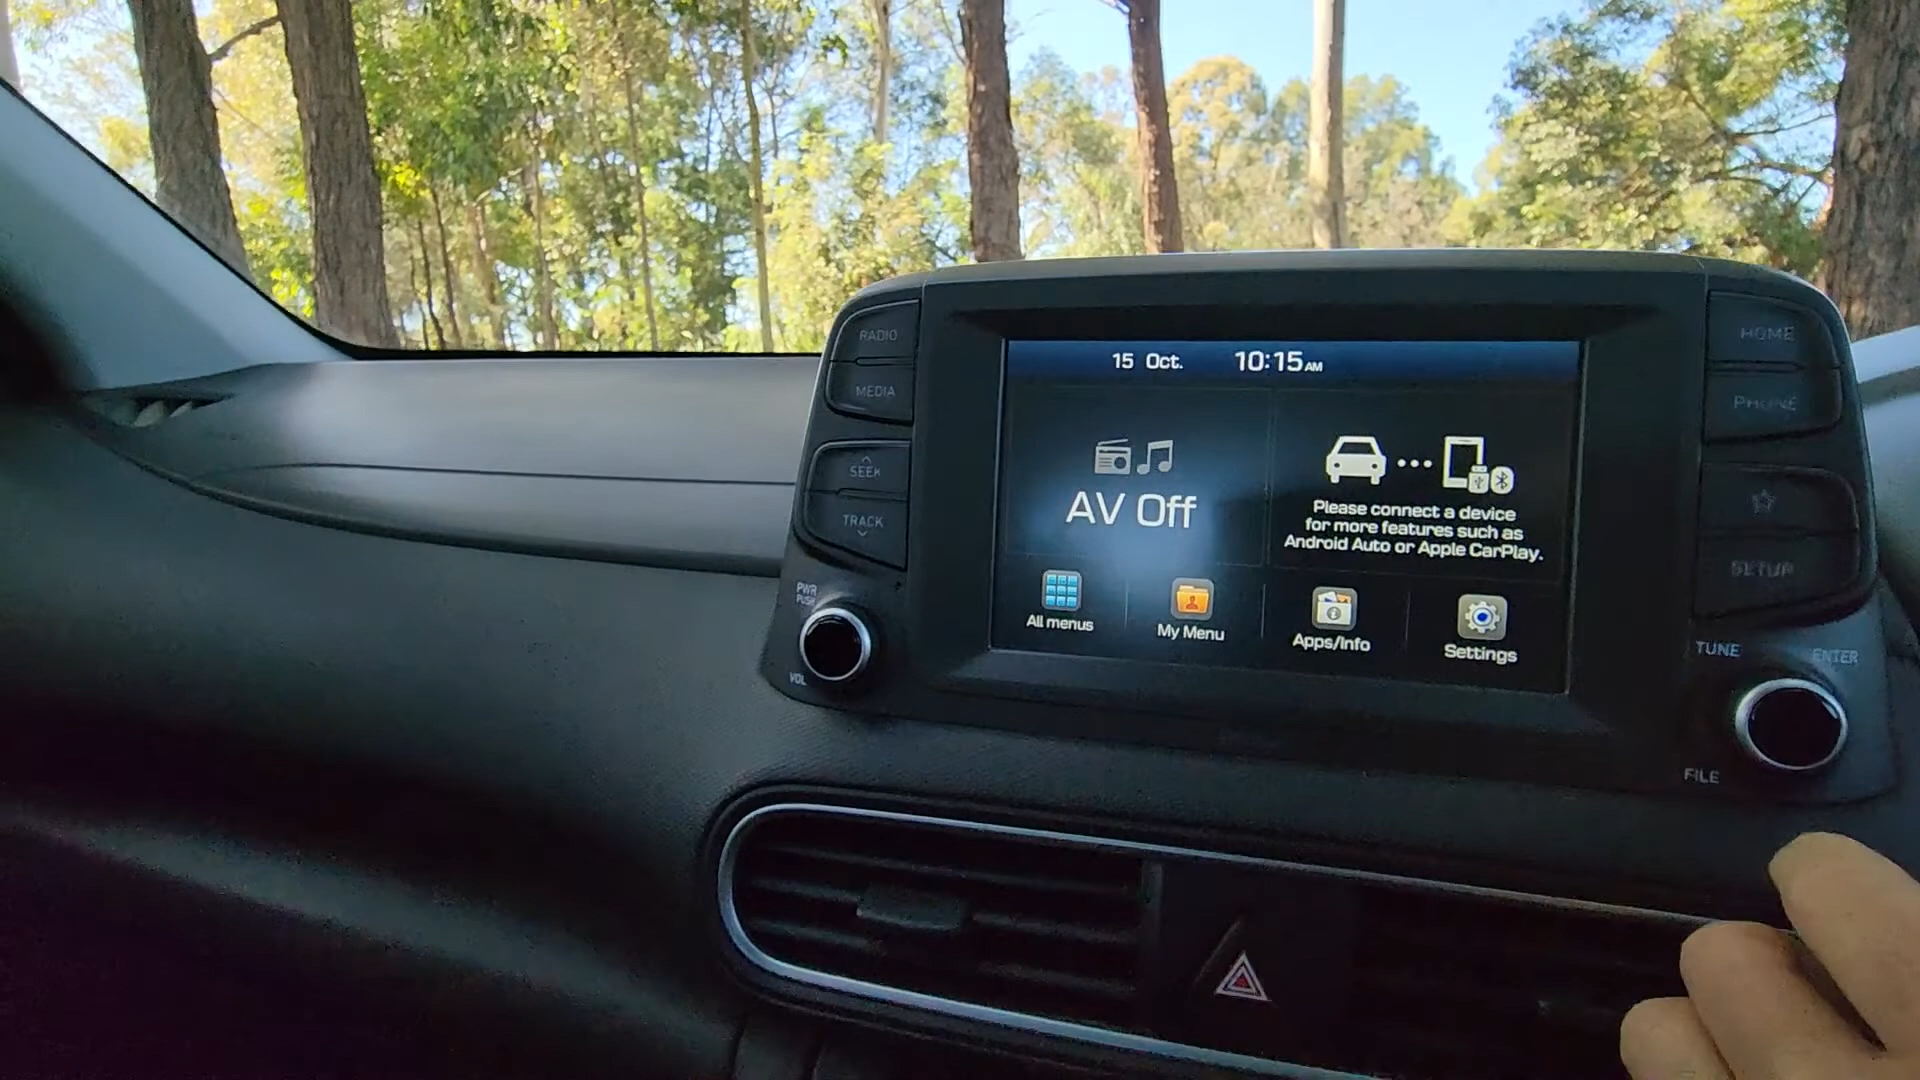 15 Oct. 10:15 AM
RADIO
MEDIA
SEEK
TRACK
PWR
PUSH
VOL
AV Off
Please connect a device
for more features such as
Android Auto or Apple CarPlay.
All menus
My Menu
Apps/Info
Settings
HOME
PHONE
SETUP
TUNE
ENTER
FILE